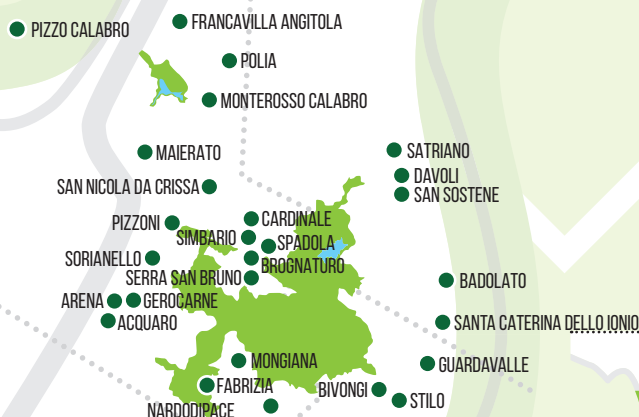 FRANCAVILLA ANGITOLA
PIZZO CALABRO
POLIA
MONTEROSSO CALABRO
MAIERATO
SATRIANO
DAVOLI
SAN NICOLA DA CRISSA
SAN SOSTENE
PIZZONI
CARDINALE
SIMBARIO
SPADOLA
SORIANELLO
BROGNATURO
SERRA SAN BRUNO
BADOLATO
ARENA
GEROCARNE
ACQUARO
SANTA CATERINA DELLO IONIO
MONGIANA
GUARDAVALLE
FABRIZIA
BIVONGI
STILO
NARDODIPACE